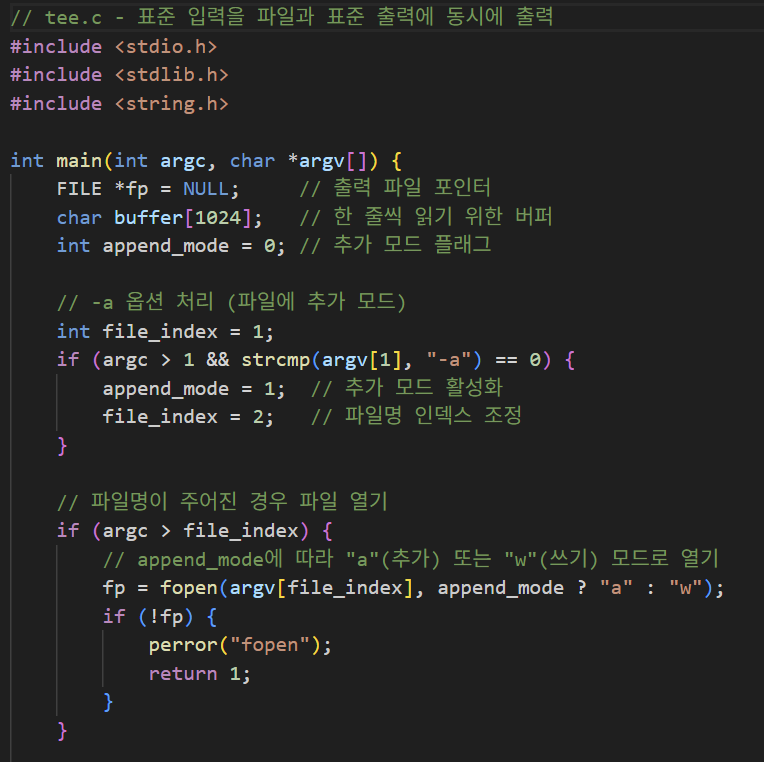 // tee.c - 표준 입력을 파일과 표준 출력에 동시에 출력
#include <stdio.h>
#include <stdlib.h>
#include <string.h>

int main(int argc, char *argv[]) {
    FILE *fp = NULL;     // 출력 파일 포인터
    char buffer[1024];   // 한 줄씩 읽기 위한 버퍼
    int append_mode = 0; // 추가 모드 플래그

    // -a 옵션 처리 (파일에 추가 모드)
    int file_index = 1;
    if (argc > 1 && strcmp(argv[1], "-a") == 0) {
        append_mode = 1;  // 추가 모드 활성화
        file_index = 2;   // 파일명 인덱스 조정
    }

    // 파일명이 주어진 경우 파일 열기
    if (argc > file_index) {
        // append_mode에 따라 "a"(추가) 또는 "w"(쓰기) 모드로 열기
        fp = fopen(argv[file_index], append_mode ? "a" : "w");
        if (!fp) {
            perror("fopen");
            return 1;
        }
    }